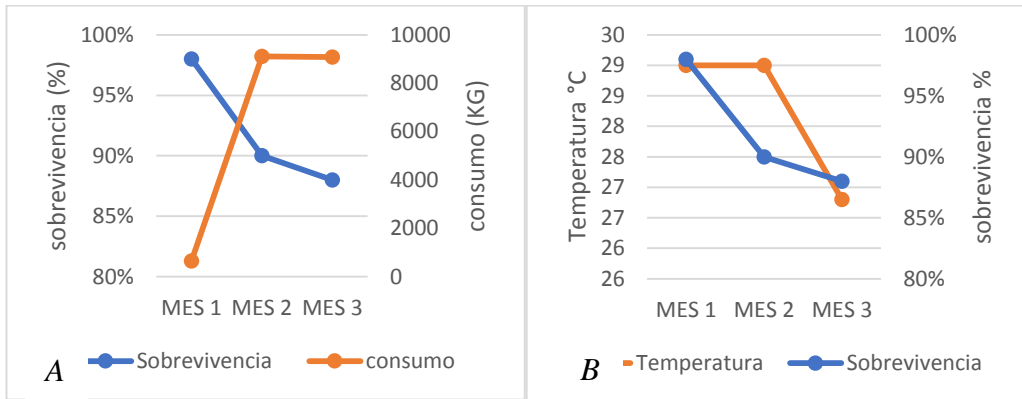 sobrevivencia (%)
100%
95%
90%
85%
80%
10000
8000
6000
4000
2000
0
consumo (KG)
MES 1 MES 2 MES 3
A
Sobrevivencia consumo
Temperatura °C
30
29
29
28
28
27
27
26
26
100%
95%
90%
85%
80%
sobrevivencia %
MES 1 MES 2 MES 3
B
Temperatura Sobrevivencia